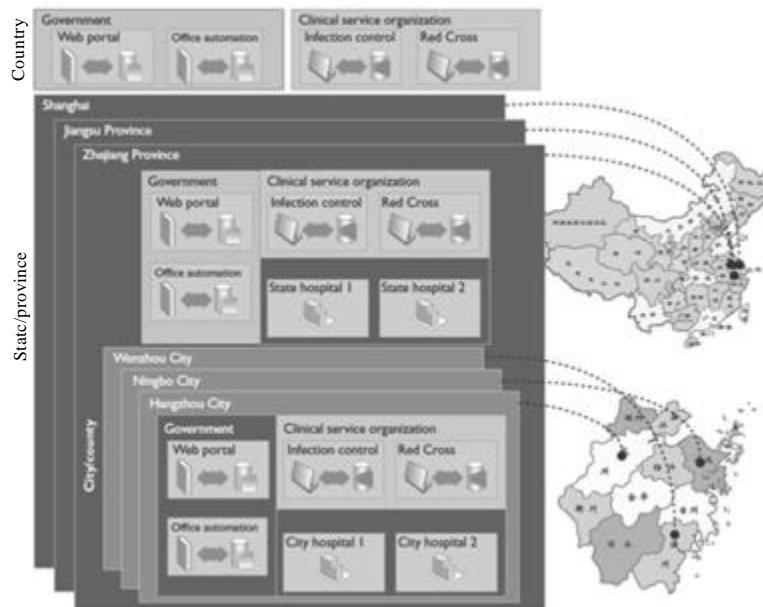 Country
Government
Web portal
Office automation
Clinical service organization
Infection control
Red Cross
Statc/province
Shanghai
Jiangsu Province
Zhejiang Province
Government
Web portal
Office automation
Clinical service organization
Infection control
Red Cross
State hospital 1
State hospital 2
City/county
Wenzhou City
Ningbo City
Hangzhou City
Government
Web portal
Office automation
Clinical service organization
Infection control
Red Cross
City hospital 1
City hospital 2